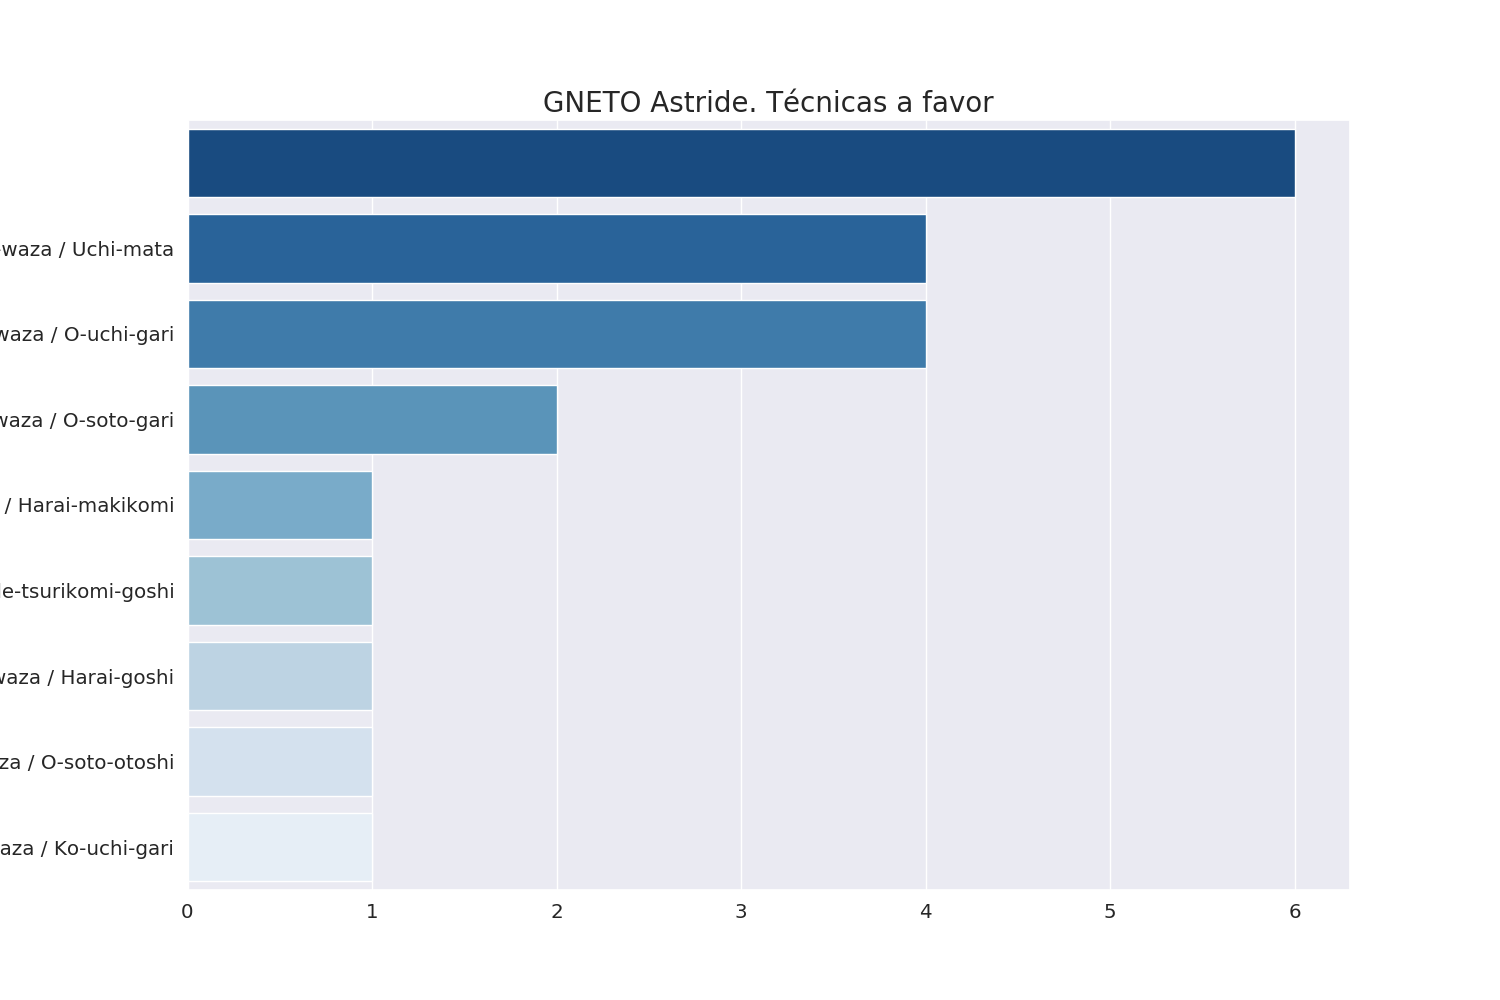 GNETO Astride. Técnicas a favor
waza / Uchi-mata
waza / O-uchi-gari
waza / O-soto-gari
/ Harai-makikomi
e-tsurikomi-goshi
waza / Harai-goshi
za / O-soto-otoshi
aza / Ko-uchi-gari
0 1 2 3 4 5 6